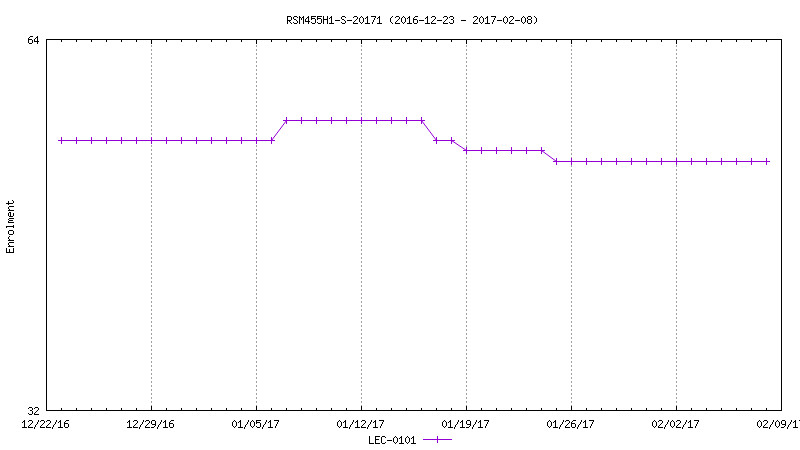 RSM455H1-S-20171 (2016-12-23 - 2017-02-08)
64
Enrolment
32
12/22/16 12/29/16 01/05/17 01/12/17 01/19/17 01/26/17 02/02/17 02/09/1
LEC-0101